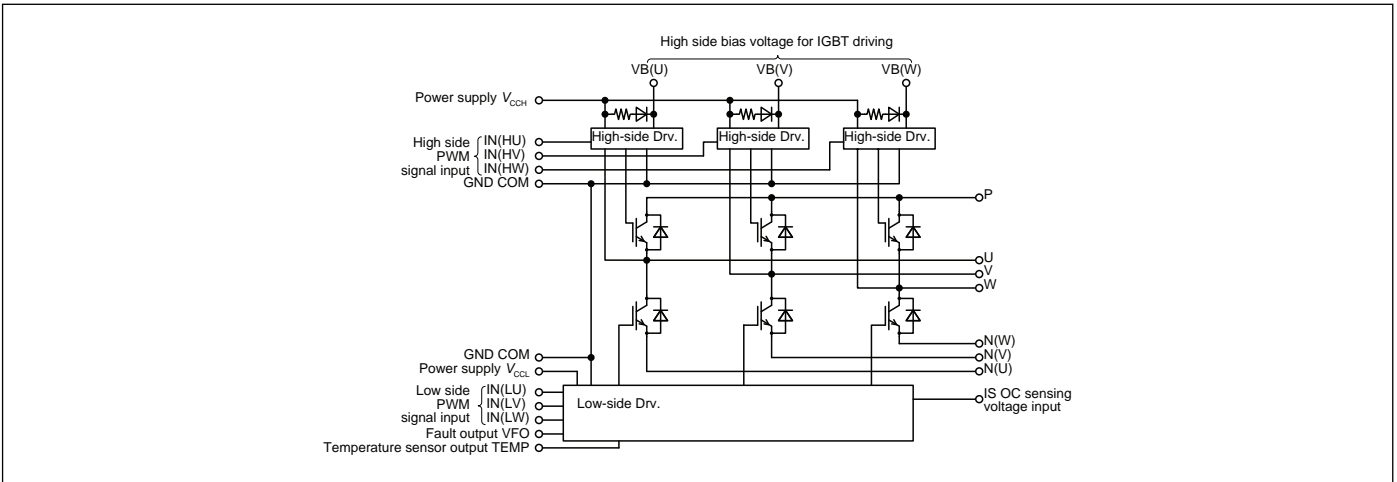 High side bias voltage for IGBT driving
VB(U)
VB(V)
VB(W)
Power supply VCCH
High-side Drv.
High-side Drv.
High-side Drv.
High side
PWM
signal input
IN(HU)
IN(HV)
IN(HW)
GND COM
P
U
V
W
N(W)
N(V)
N(U)
GND COM
Power supply VCCL
Low side
PWM
signal input
IN(LU)
IN(LV)
IN(LW)
Low-side Drv.
IS OC sensing
voltage input
Fault output VFO
Temperature sensor output TEMP